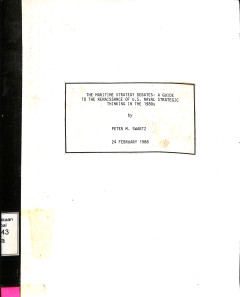 THE MARITIME STRATEGY DEBATES: A GUIDE
TO THE RENAISSANCE OF U.S. NAVAL STRATEGIC
THINKING IN THE 1980s
by
PETER M. SWARTZ
24 FEBRUARY 1988
43
a